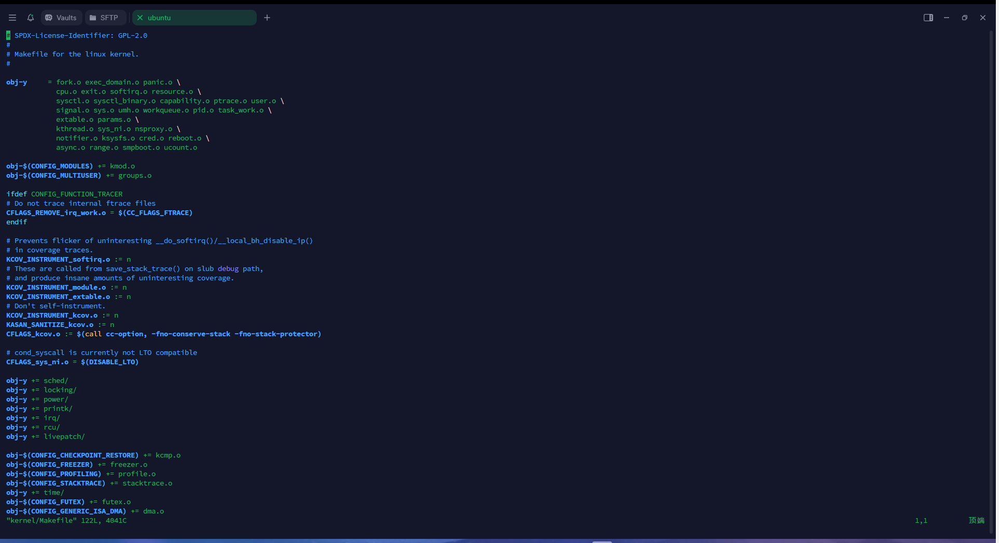 Vaults SFTP ubuntu
# SPDX-License-Identifier: GPL-2.0
#
# Makefile for the linux kernel.
#
obj-y     = fork.o exec_domain.o panic.o \
            cpu.o exit.o softirq.o resource.o \
            sysctl.o sysctl_binary.o capability.o ptrace.o user.o \
            signal.o sys.o umh.o workqueue.o pid.o task_work.o \
            extable.o params.o \
            kthread.o sys_ni.o nsproxy.o \
            notifier.o ksysfs.o cred.o reboot.o \
            async.o range.o smpboot.o ucount.o
obj-$(CONFIG_MODULES) += kmod.o
obj-$(CONFIG_MULTIUSER) += groups.o
ifdef CONFIG_FUNCTION_TRACER
# Do not trace internal ftrace files
CFLAGS_REMOVE_irq_work.o = $(CC_FLAGS_FTRACE)
endif
# Prevents flicker of uninteresting __do_softirq()/__local_bh_disable_ip()
# in coverage traces.
KCOV_INSTRUMENT_softirq.o := n
# These are called from save_stack_trace() on slub debug path,
# and produce insane amounts of uninteresting coverage.
KCOV_INSTRUMENT_module.o := n
KCOV_INSTRUMENT_extable.o := n
# Don't self-instrument.
KCOV_INSTRUMENT_kcov.o := n
KASAN_SANITIZE_kcov.o := n
CFLAGS_kcov.o := $(call cc-option, -fno-conserve-stack -fno-stack-protector)
# cond_syscall is currently not LTO compatible
CFLAGS_sys_ni.o = $(DISABLE_LTO)
obj-y += sched/
obj-y += locking/
obj-y += power/
obj-y += printk/
obj-y += irq/
obj-y += rcu/
obj-y += livepatch/
obj-$(CONFIG_CHECKPOINT_RESTORE) += kcmp.o
obj-$(CONFIG_FREEZER) += freezer.o
obj-$(CONFIG_PROFILING) += profile.o
obj-$(CONFIG_STACKTRACE) += stacktrace.o
obj-y += time/
obj-$(CONFIG_FUTEX) += futex.o
obj-$(CONFIG_GENERIC_ISA_DMA) += dma.o
"kernel/Makefile" 122L, 4041C 1,1 顶端